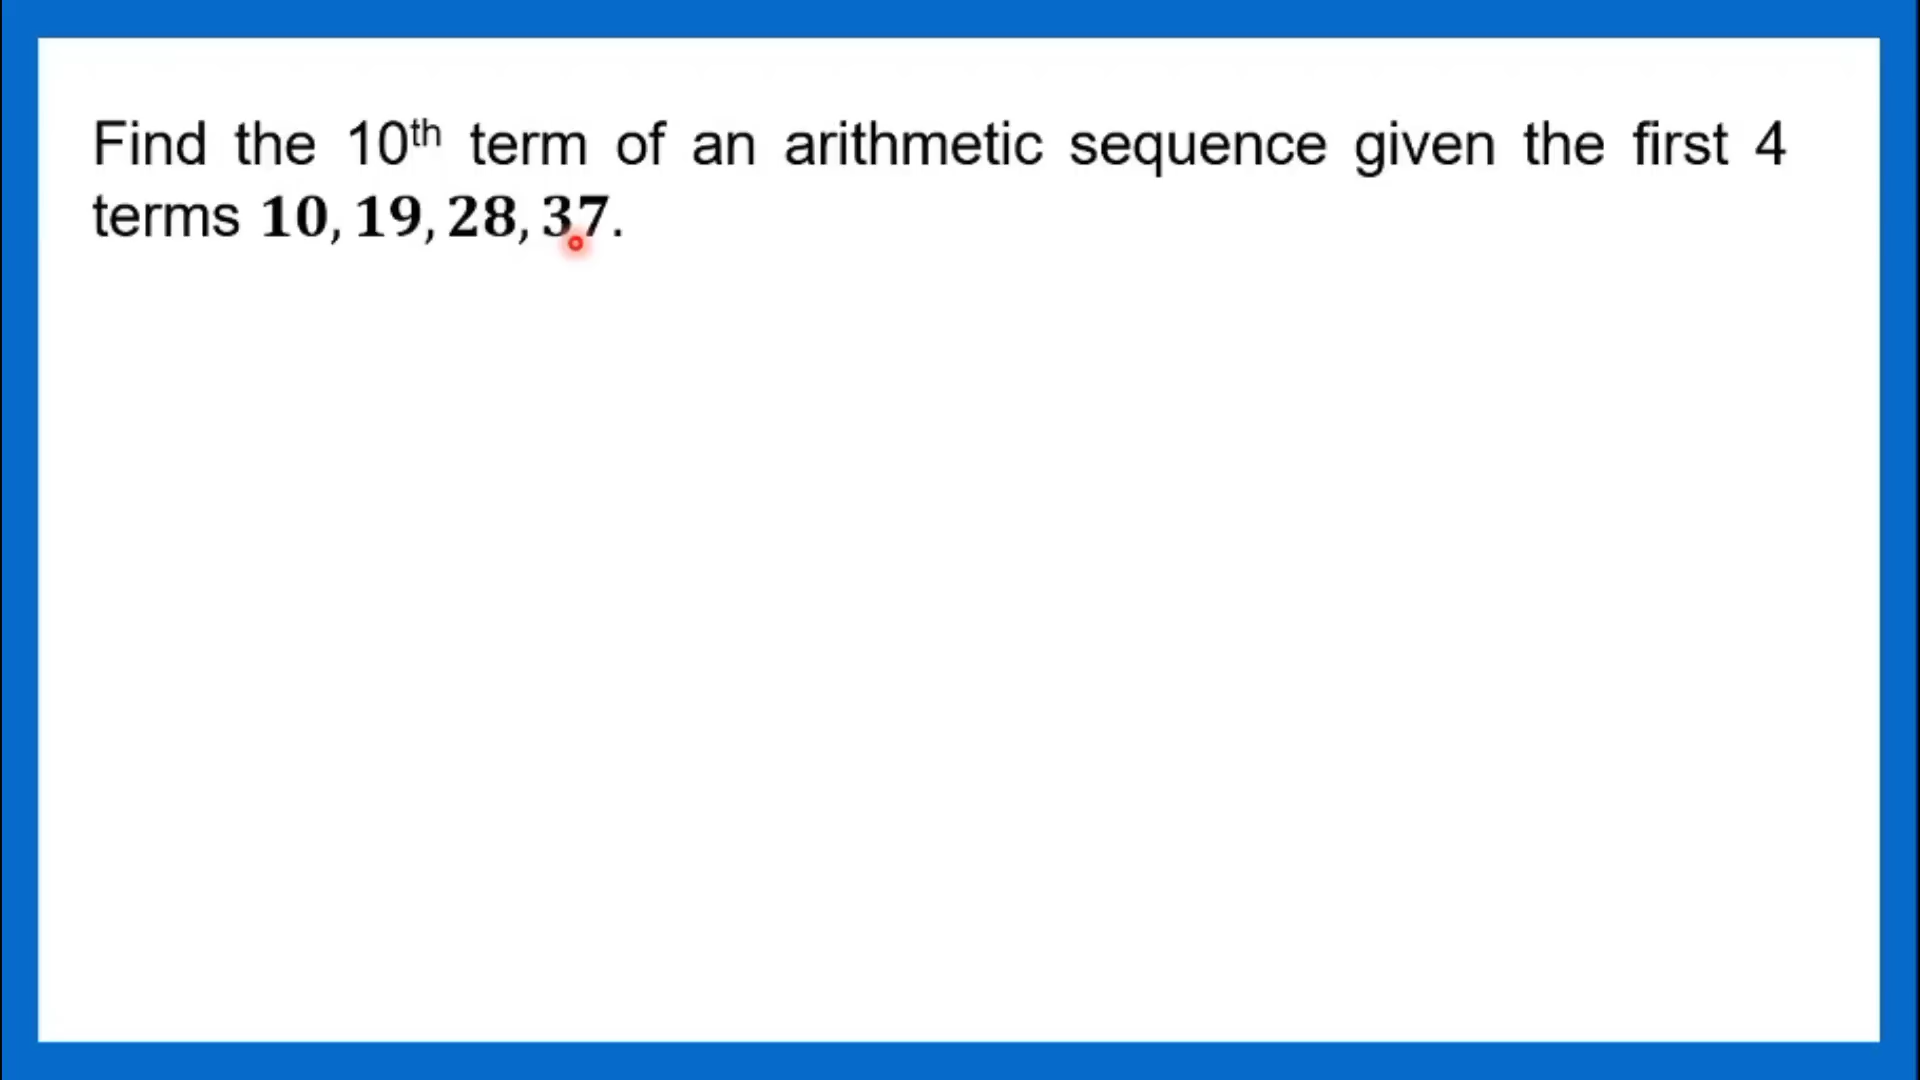 Find the 10th term of an arithmetic sequence given the first 4
terms 10, 19, 28, 37.